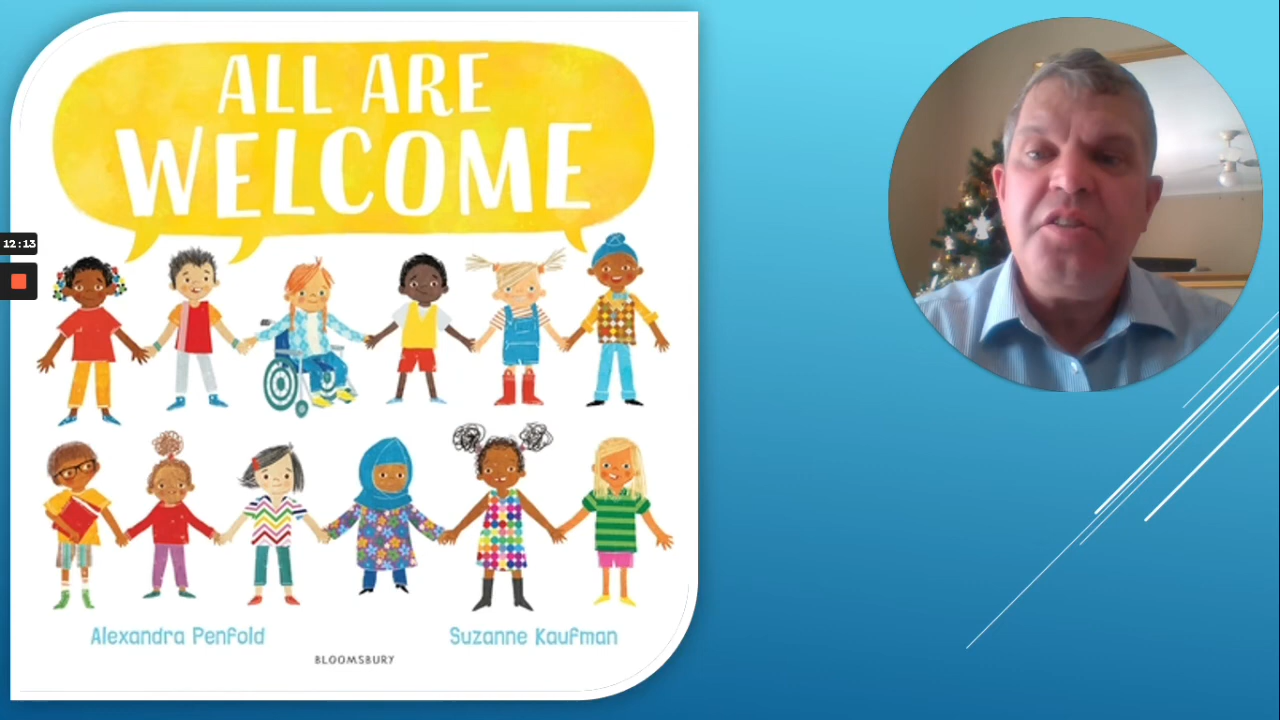 ALL ARE
WELCOME
12:13
Alexandra Penfold
Suzanne Kaufman
BLOOMSBURY